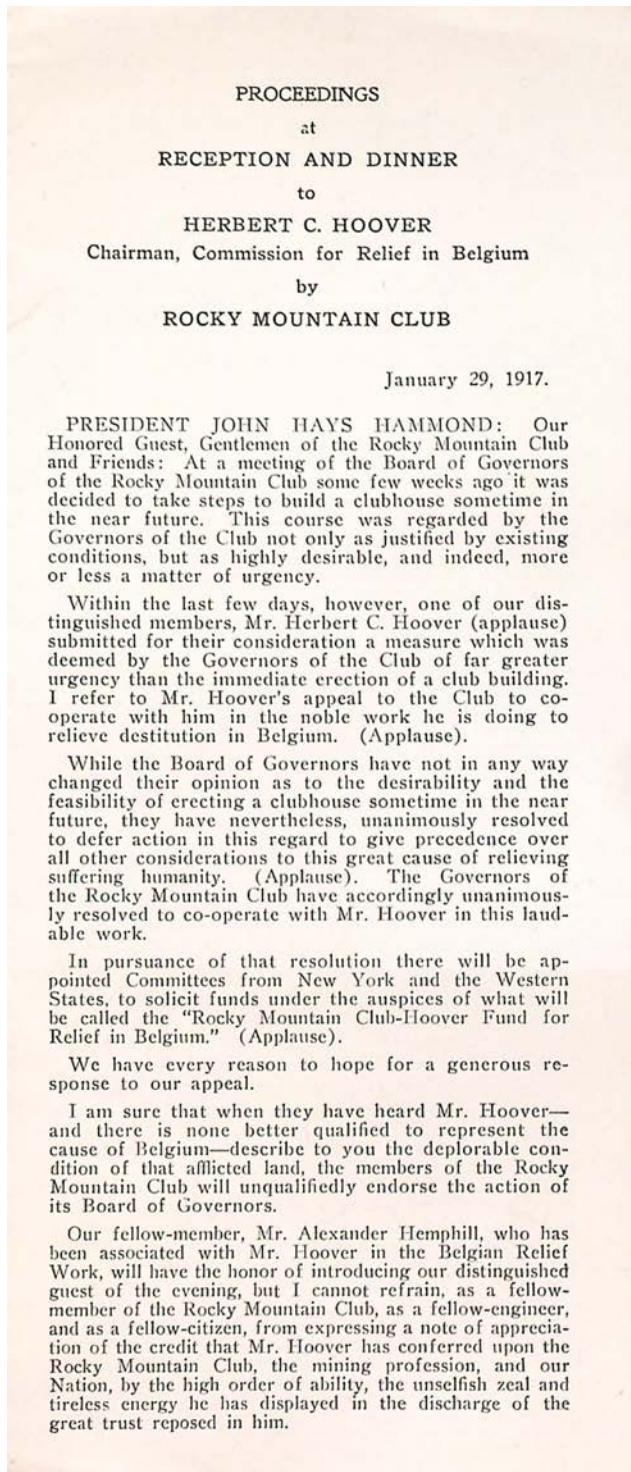 PROCEEDINGS
at
RECEPTION AND DINNER
to
HERBERT C. HOOVER
Chairman, Commission for Relief in Belgium
by
ROCKY MOUNTAIN CLUB
January 29, 1917.
PRESIDENT JOHN HAYS HAMMOND: Our
Honored Guest, Gentlemen of the Rocky Mountain Club
and Friends: At a meeting of the Board of Governors
of the Rocky Mountain Club some few weeks ago it was
decided to take steps to build a clubhouse sometime in
the near future. This course was regarded by the
Governors of the Club not only as justified by existing
conditions, but as highly desirable, and indeed, more
or less a matter of urgency.
Within the last few days, however, one of our dis-
tinguished members, Mr. Herbert C. Hoover (applause)
submitted for their consideration a measure which was
deemed by the Governors of the Club of far greater
urgency than the immediate erection of a club building.
I refer to Mr. Hoover's appeal to the Club to co-
operate with him in the noble work he is doing to
relieve destitution in Belgium. (Applause).
While the Board of Governors have not in any way
changed their opinion as to the desirability and the
feasibility of erecting a clubhouse sometime in the near
future, they have nevertheless, unanimously resolved
to defer action in this regard to give precedence over
all other considerations to this great cause of relieving
suffering humanity. (Applause). The Governors of
the Rocky Mountain Club have accordingly unanimous-
ly resolved to co-operate with Mr. Hoover in this laud-
able work.
In pursuance of that resolution there will be ap-
pointed Committees from New York and the Western
States, to solicit funds under the auspices of what will
be called the "Rocky Mountain Club-Hoover Fund for
Relief in Belgium." (Applause).
We have every reason to hope for a generous re-
sponse to our appeal.
I am sure that when they have heard Mr. Hoover—
and there is none better qualified to represent the
cause of Belgium—describe to you the deplorable con-
dition of that afflicted land, the members of the Rocky
Mountain Club will unqualifiedly endorse the action of
its Board of Governors.
Our fellow-member, Mr. Alexander Hemphill, who has
been associated with Mr. Hoover in the Belgian Relief
Work, will have the honor of introducing our distinguished
guest of the evening, but I cannot refrain, as a fellow-
member of the Rocky Mountain Club, as a fellow-engineer,
and as a fellow-citizen, from expressing a note of apprecia-
tion of the credit that Mr. Hoover has conferred upon the
Rocky Mountain Club, the mining profession, and our
Nation, by the high order of ability, the unselfish zeal and
tireless energy he has displayed in the discharge of the
great trust reposed in him.